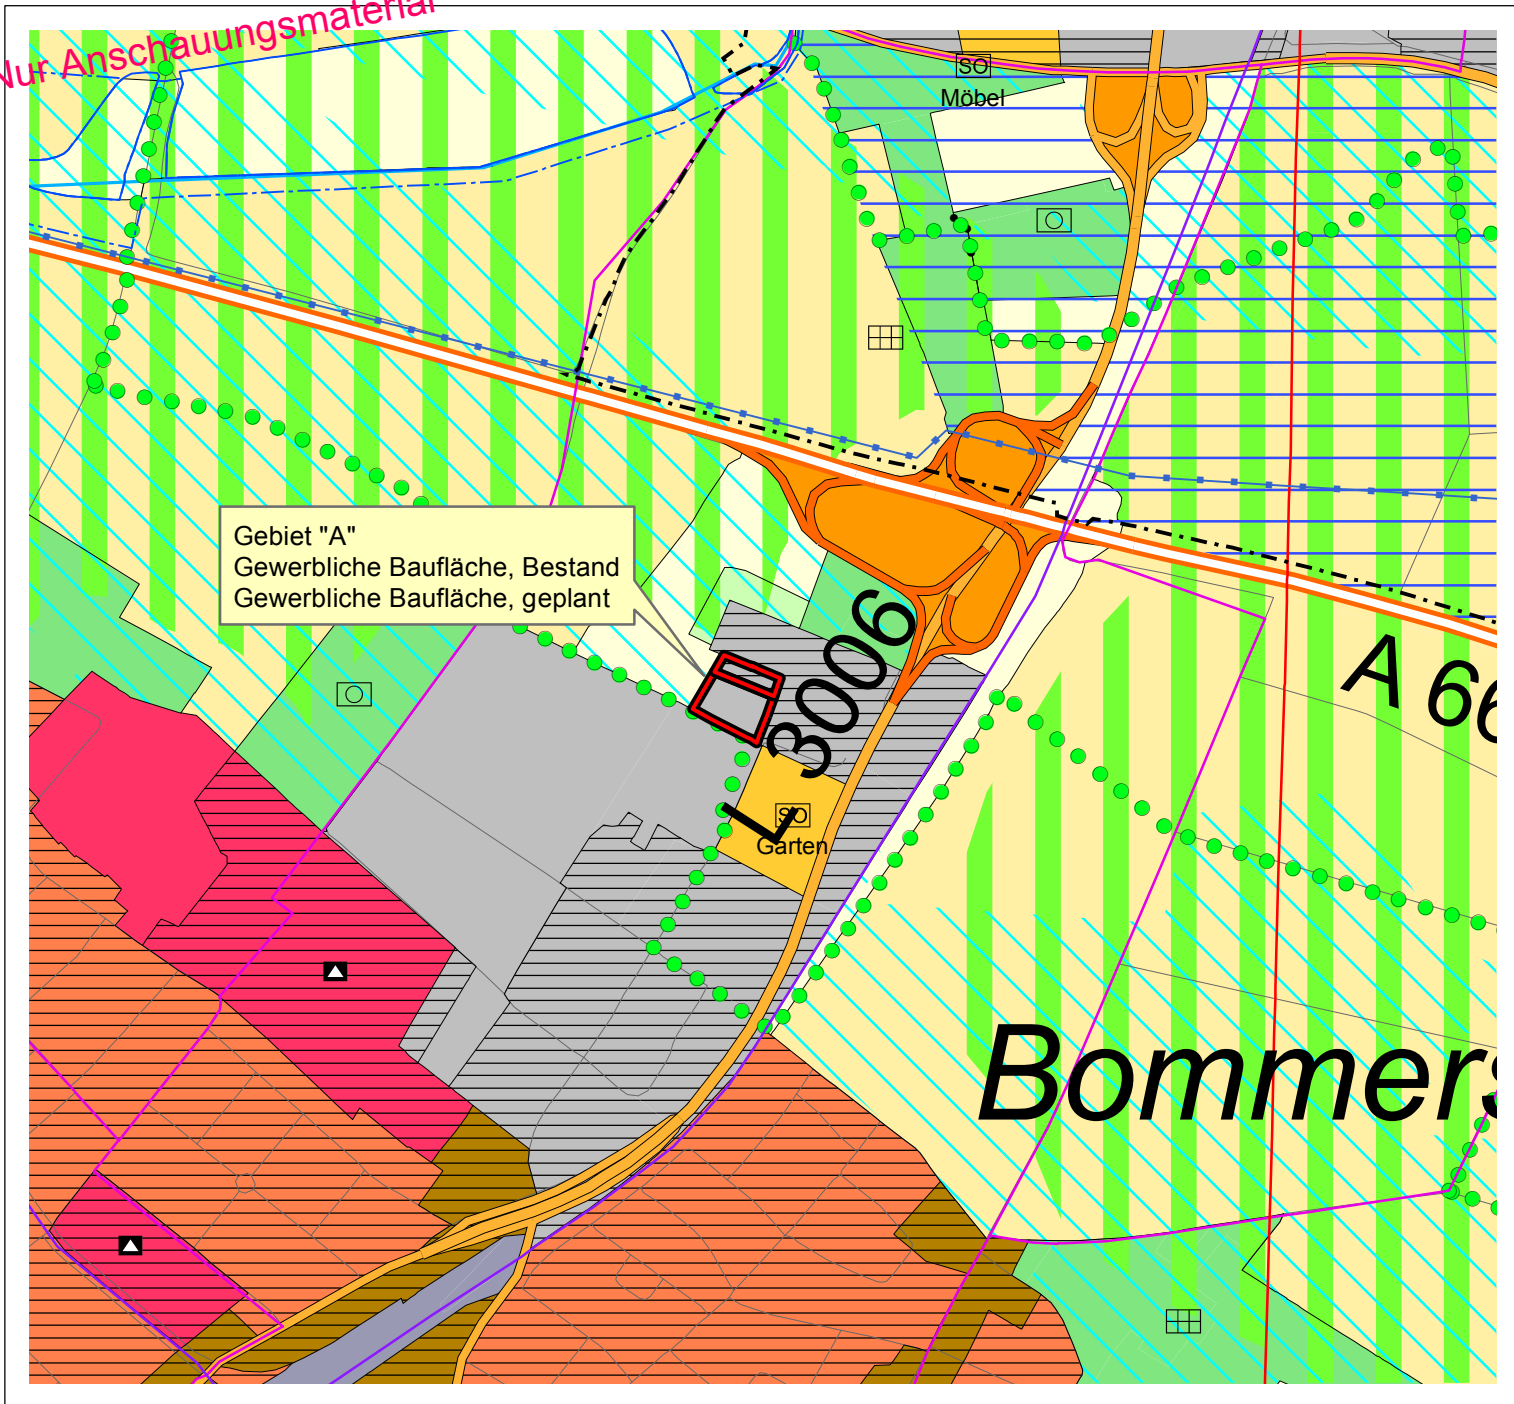 Nur Anschauungsmaterial
SO
Möbel
Gebiet "A"
Gewerbliche Baufläche, Bestand
Gewerbliche Baufläche, geplant
L 3006
A 66
SO
Garten
Bommers